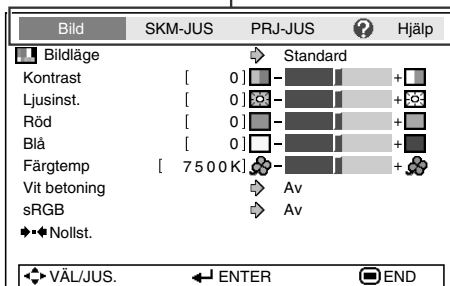 Bild SKM-JUS PRJ-JUS ? Hjälp
Bildläge Standard
Kontrast [ 0] - +
Ljusinst. [ 0] - +
Röd [ 0] - +
Blå [ 0] - +
Färgtemp [ 7500K] - +
Vit betoning Av
sRGB Av
Nollst.
VÄL/JUS. ENTER END